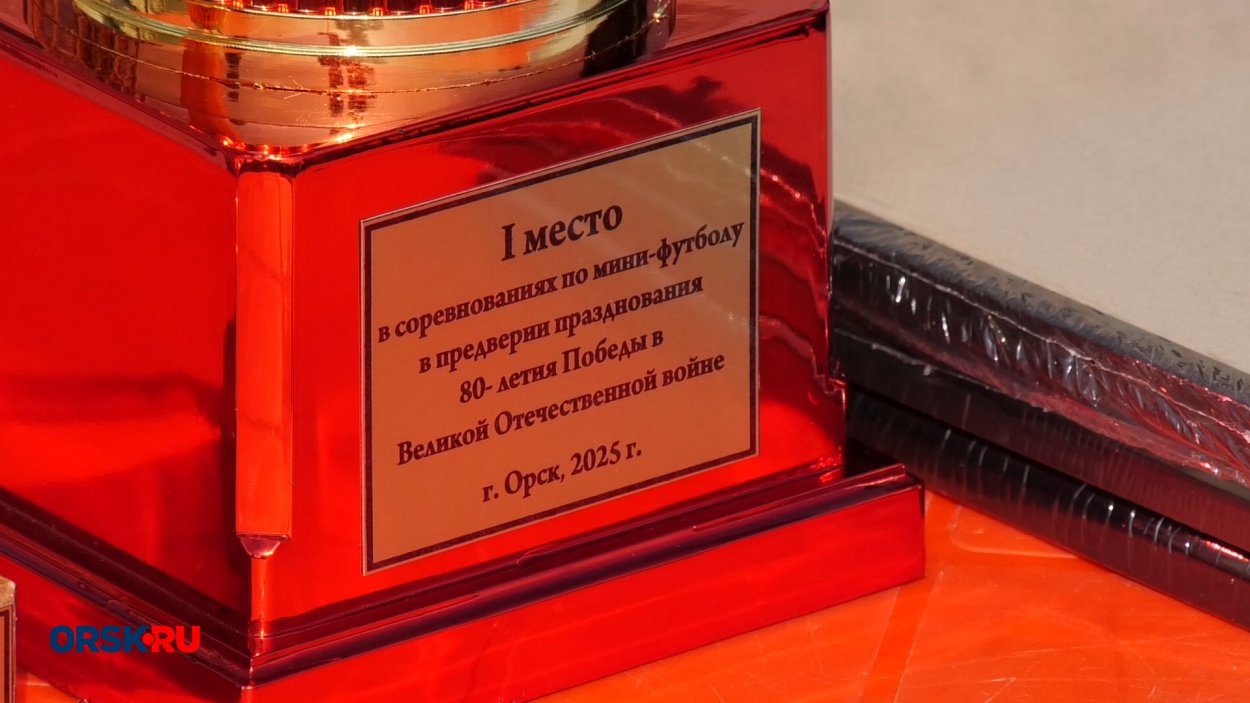 I место
в соревнованиях по мини-футболу
в предверии празднования
80- летия Победы в
Великой Отечественной войне
г. Орск, 2025 г.
ORSK.RU